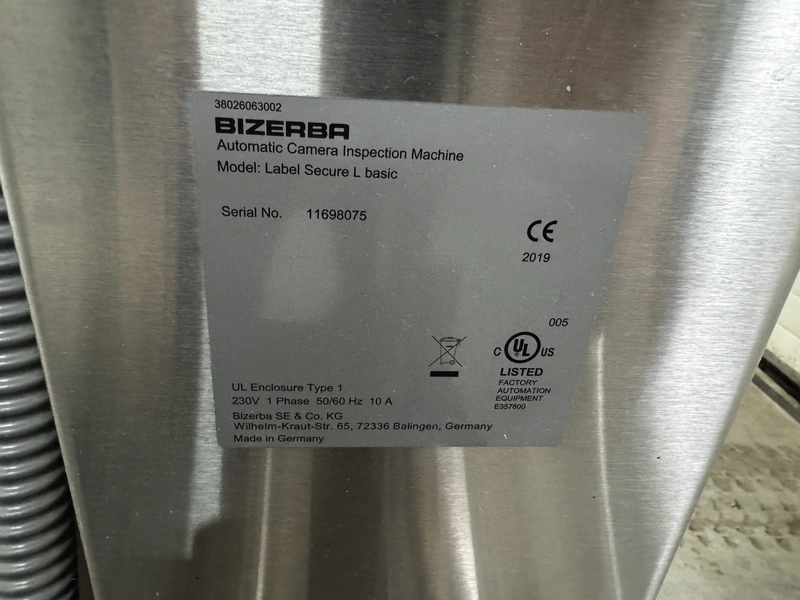 38026063002
BIZERBA
Automatic Camera Inspection Machine
Model: Label Secure L basic
Serial No. 11698075
CE
2019
005
C UL US
LISTED
FACTORY
AUTOMATION
EQUIPMENT
E357800
UL Enclosure Type 1
230V 1 Phase 50/60 Hz 10 A
Bizerba SE & Co. KG
Wilhelm-Kraut-Str. 65, 72336 Balingen, Germany
Made in Germany